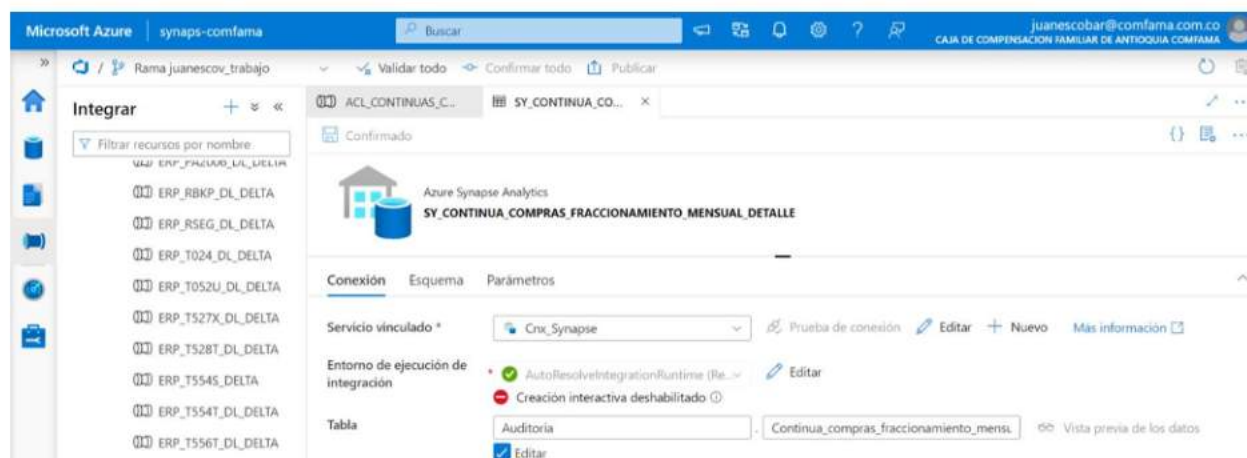 Microsoft Azure synaps-comfama Buscar juanescobar@comfama.com.co
CAJA DE COMPENSACION FAMILIAR DE ANTIOQUIA COMFAMA
/ Rama juanescov_trabajo Validar todo Confirmar todo Publicar
Integrar
ACL_CONTINUAS_C... SY_CONTINUA_CO...
Filtrar recursos por nombre
Confirmado
ERP_PA2006_DL_DELTA
ERP_RBKP_DL_DELTA
ERP_RSEG_DL_DELTA
ERP_T024_DL_DELTA
ERP_T052U_DL_DELTA
ERP_T527X_DL_DELTA
ERP_T528T_DL_DELTA
ERP_T554S_DELTA
ERP_T554T_DL_DELTA
ERP_T556T_DL_DELTA
Azure Synapse Analytics
SY_CONTINUA_COMPRAS_FRACCIONAMIENTO_MENSUAL_DETALLE
Conexión Esquema Parámetros
Servicio vinculado * Cnx_Synapse Prueba de conexión Editar Nuevo Más información
Entorno de ejecución de integración * AutoResolveIntegrationRuntime (Re... Editar
Creación interactiva deshabilitado
Tabla Auditoria . Continua_compras_fraccionamiento_mensu Vista previa de los datos
Editar